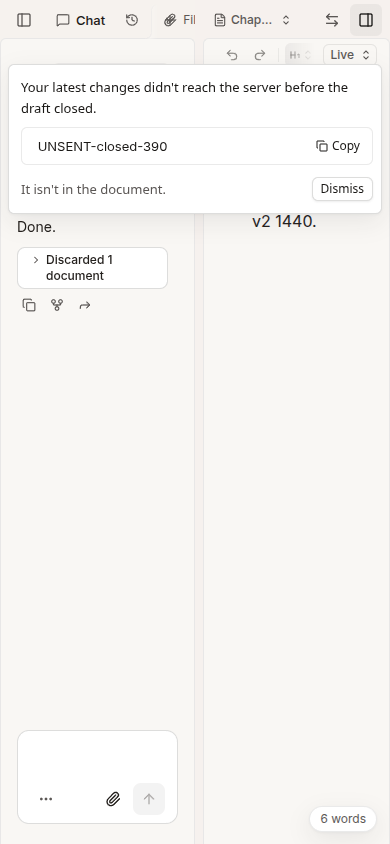 Chat
Fil
Chap...
H1
Live
Your latest changes didn't reach the server before the
draft closed.
UNSENT-closed-390
Copy
It isn't in the document.
Dismiss
Done.
v2 1440.
Discarded 1
document
6 words